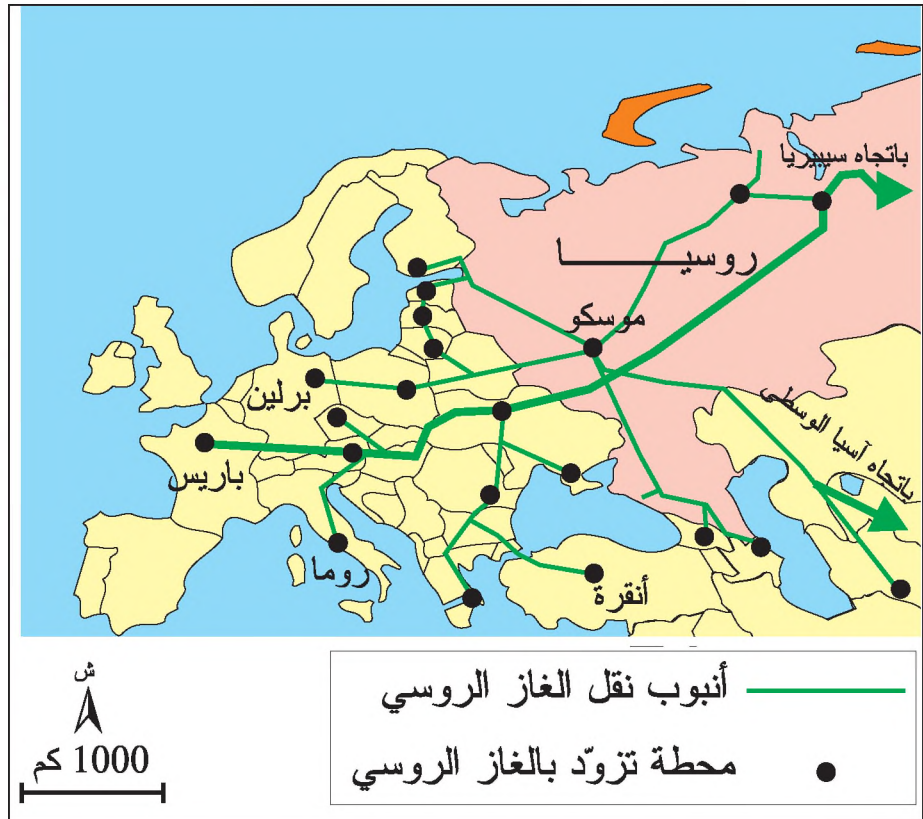 باتجاه سيبيريا
روسيــــــــا
موسكو
برلين
باتجاه آسيا الوسطى
باريس
روما
أنقرة
ش
1000 كم
أنبوب نقل الغاز الروسي
محطة تزوّد بالغاز الروسي